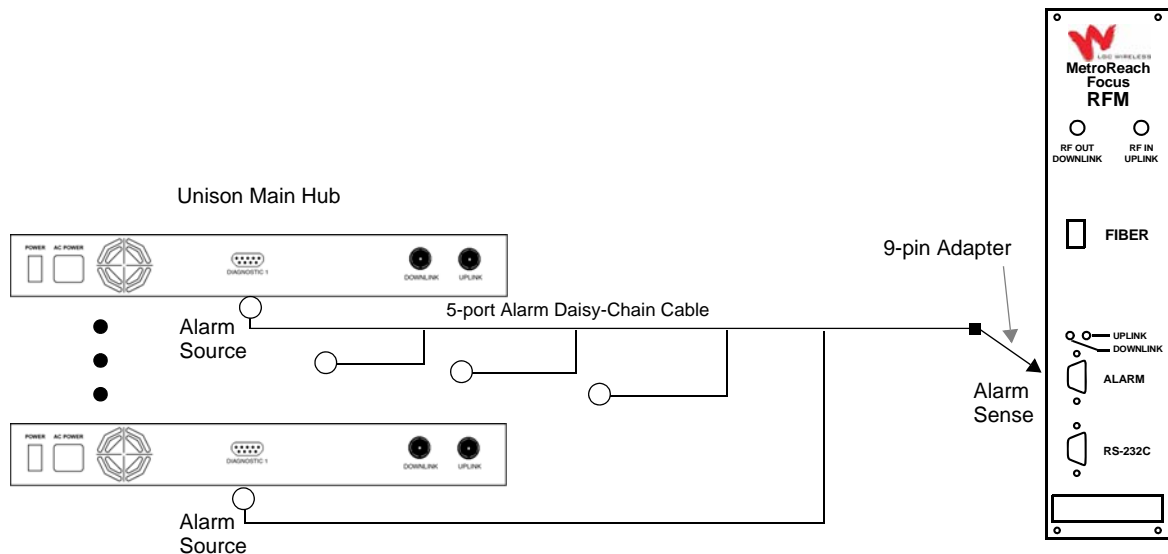 LGC WIRELESS
MetroReach
Focus
RFM
RF OUT
DOWNLINK
RF IN
UPLINK
Unison Main Hub
POWER
AC POWER
DIAGNOSTIC 1
DOWNLINK
UPLINK
9-pin Adapter
FIBER
5-port Alarm Daisy-Chain Cable
Alarm
Source
UPLINK
DOWNLINK
ALARM
Alarm
Sense
POWER
AC POWER
DIAGNOSTIC 1
DOWNLINK
UPLINK
RS-232C
Alarm
Source